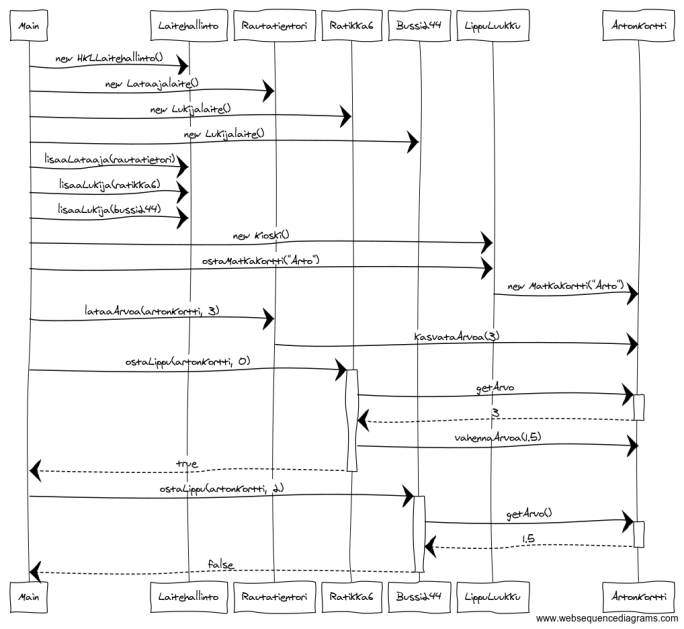 Main Laitehallinto Rautatientori Ratikka6 Bussi244 LippuLuukku ArtonKortti
new HKLLaitehallinto()
new Lataajalaite()
new Lukijalaite()
new Lukijalaite()
lisaaLataaja(rautatietori)
lisaaLukija(ratikka6)
lisaaLukija(bussi244)
new Kioski()
ostaMatkakortti("Arto")
new Matkakortti("Arto")
lataaArvoa(artonKortti, 3)
kasvataArvoa(3)
ostaLippu(artonKortti, 0)
getArvo
3
vahennaArvoa(1.5)
true
ostaLippu(artonKortti, 2)
getArvo()
1.5
false
Main Laitehallinto Rautatientori Ratikka6 Bussi244 LippuLuukku ArtonKortti
www.websequencediagrams.com